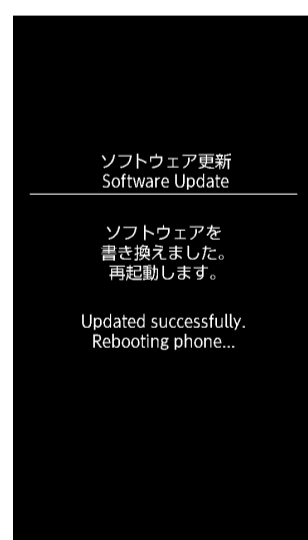 ソフトウェア更新
Software Update
ソフトウェアを
書き換えました。
再起動します。
Updated successfully.
Rebooting phone...